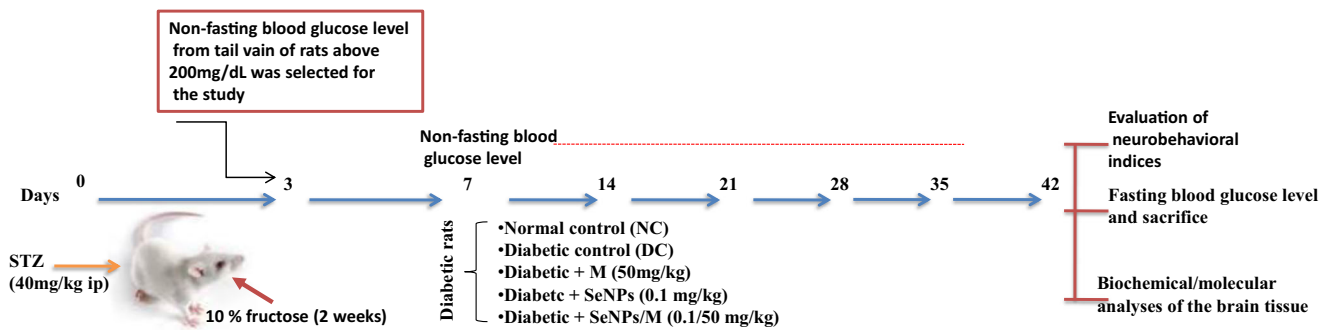 Non-fasting blood glucose level
from tail vain of rats above
200mg/dL was selected for
the study
Non-fasting blood
glucose level
Evaluation of
neurobehavioral
indices
Days
0
3
7
14
21
28
35
42
Fasting blood glucose level
and sacrifice
STZ
(40mg/kg ip)
10 % fructose (2 weeks)
Diabetic rats
•Normal control (NC)
•Diabetic control (DC)
•Diabetic + M (50mg/kg)
•Diabetc + SeNPs (0.1 mg/kg)
•Diabetic + SeNPs/M (0.1/50 mg/kg)
Biochemical/molecular
analyses of the brain tissue